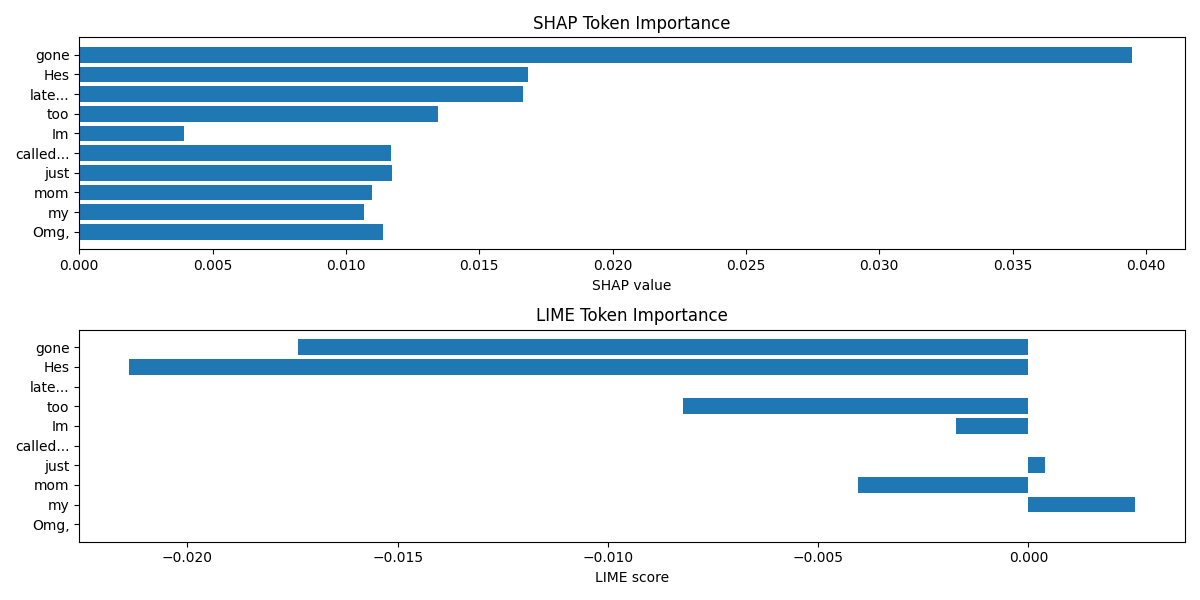 SHAP Token Importance
gone
Hes
late...
too
Im
called...
just
mom
my
Omg,
0.000 0.005 0.010 0.015 0.020 0.025 0.030 0.035 0.040
SHAP value
LIME Token Importance
gone
Hes
late...
too
Im
called...
just
mom
my
Omg,
−0.020 −0.015 −0.010 −0.005 0.000
LIME score